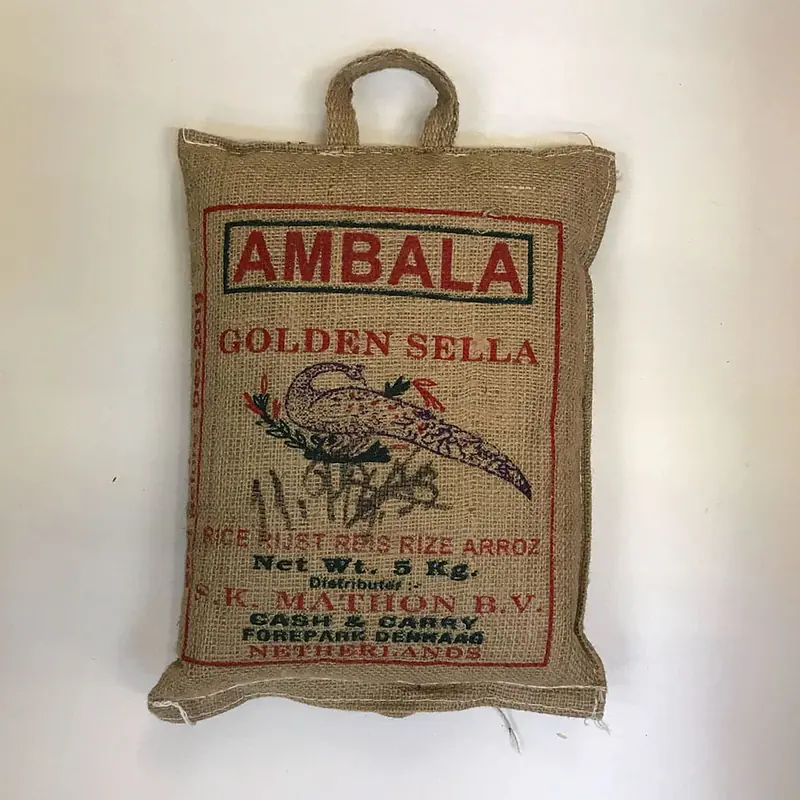 AMBALA
GOLDEN SELLA
RICE RIJST REIS RIZE ARROZ
Net Wt. 5 Kg.
Distributer :-
S.K. MATHON B.V.
CASH & CARRY
FOREPARK DENHAAG
NETHERLANDS